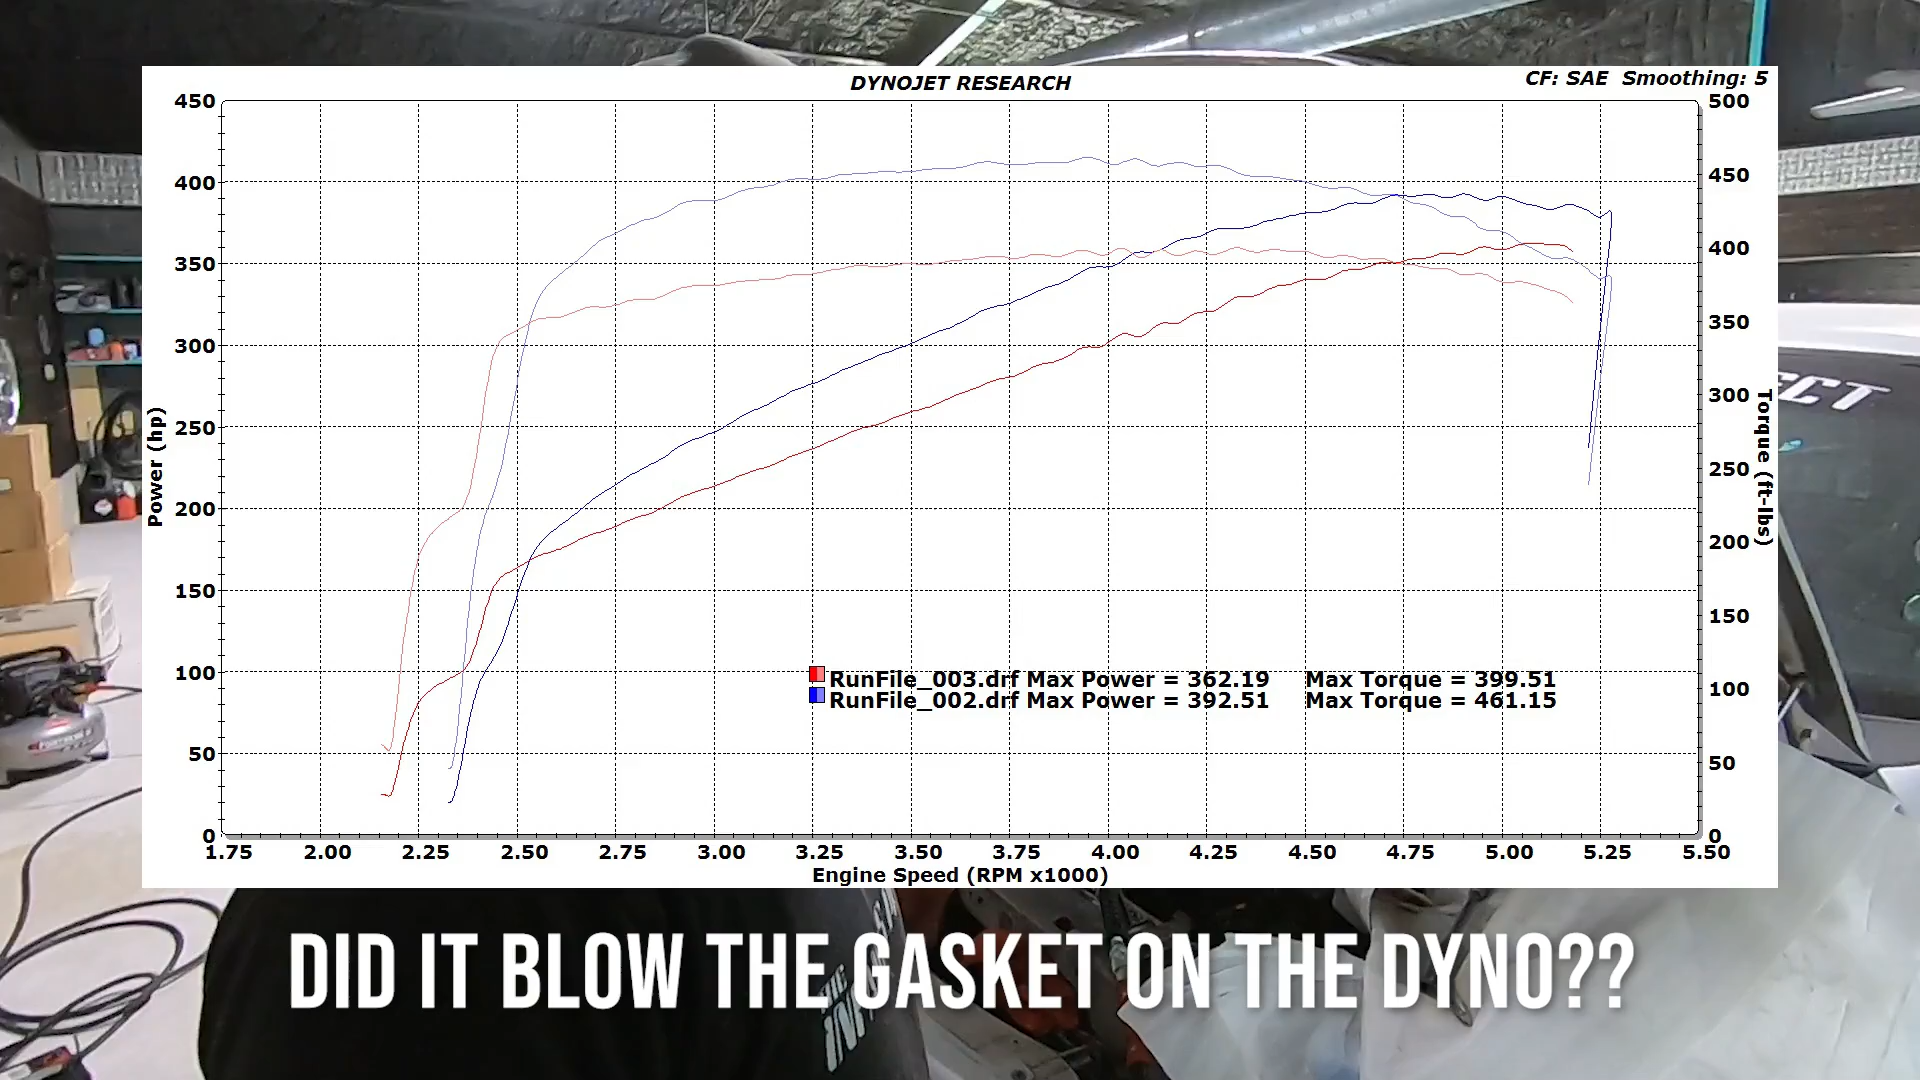 DYNOJET RESEARCH
CF: SAE Smoothing: 5
450
400
350
300
250
200
150
100
50
0
Power (hp)
500
450
400
350
300
250
200
150
100
50
0
Torque (ft-lbs)
RunFile_003.drf Max Power = 362.19 Max Torque = 399.51
RunFile_002.drf Max Power = 392.51 Max Torque = 461.15
1.75 2.00 2.25 2.50 2.75 3.00 3.25 3.50 3.75 4.00 4.25 4.50 4.75 5.00 5.25 5.50
Engine Speed (RPM x1000)
DID IT BLOW THE GASKET ON THE DYNO??